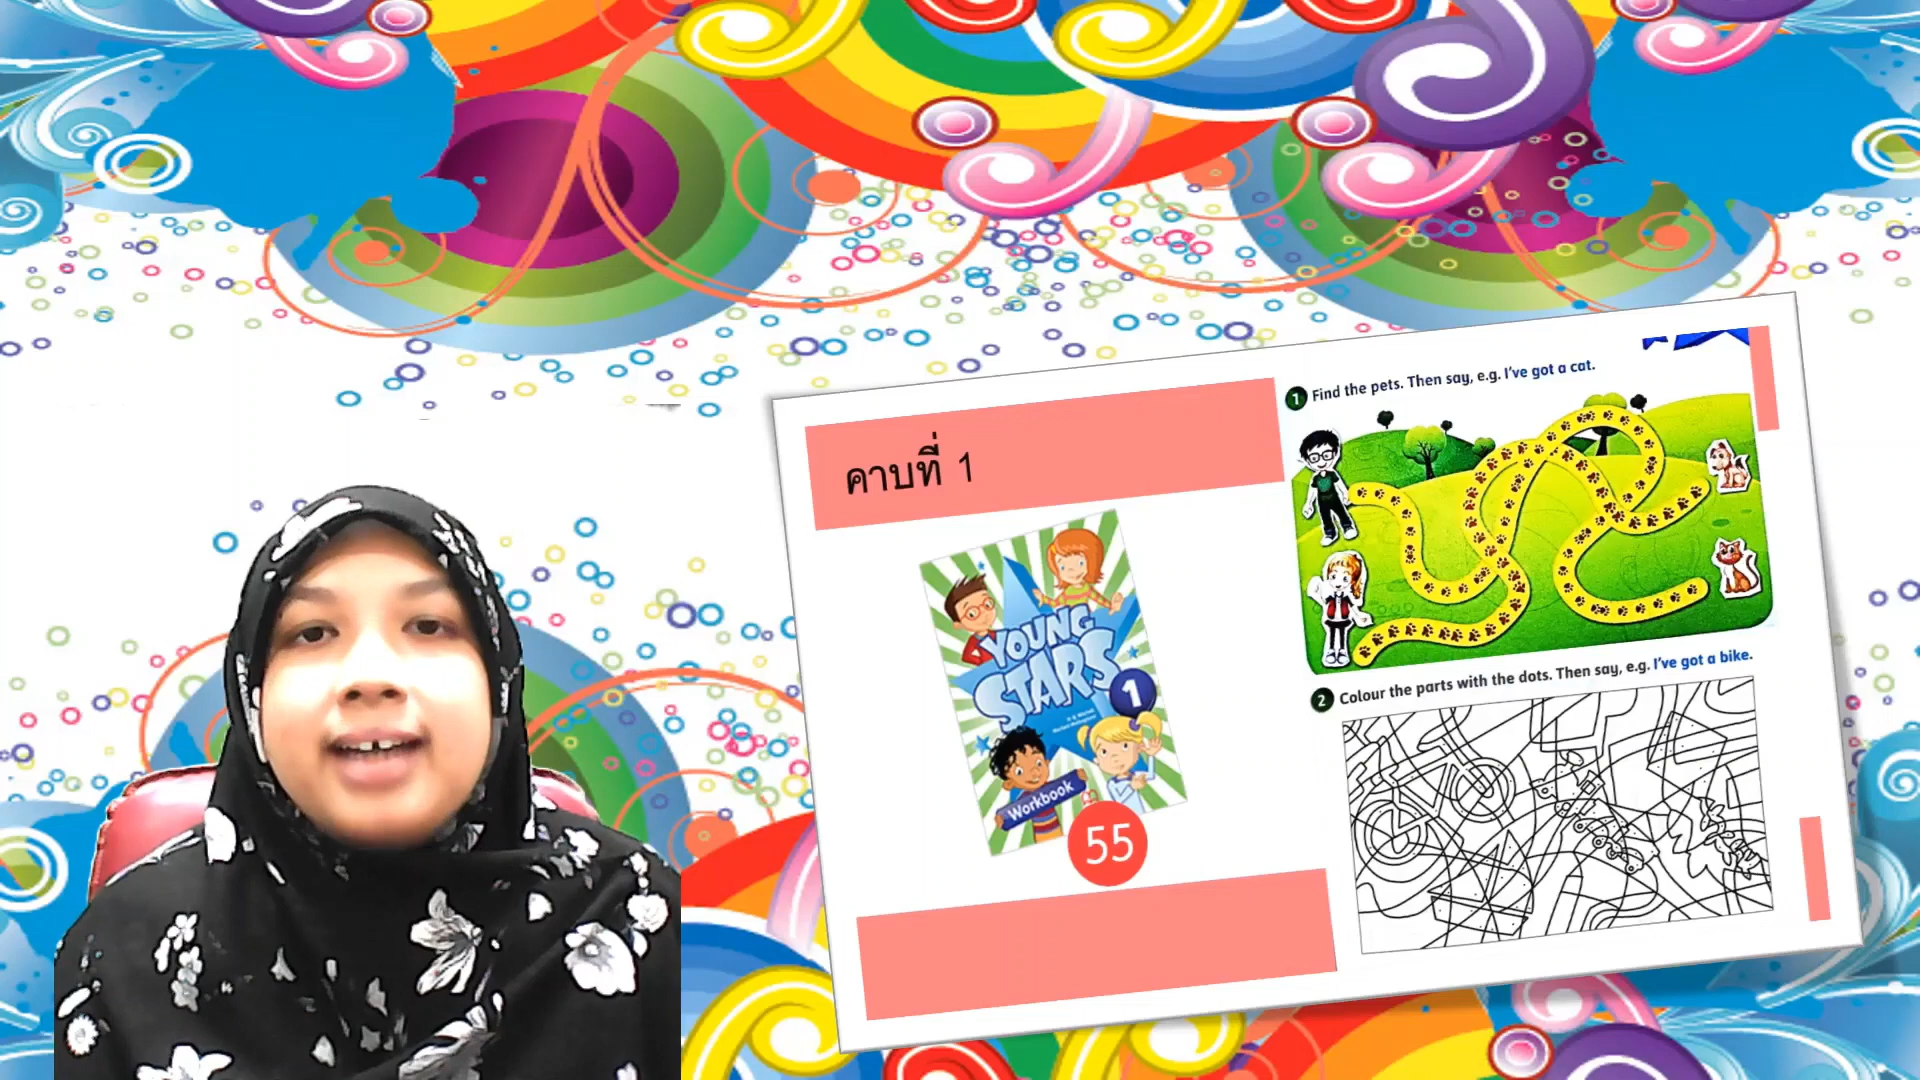 คาบที่ 1
YOUNG
STARS
1
Workbook
55
1 Find the pets. Then say, e.g. I've got a cat.
2 Colour the parts with the dots. Then say, e.g. I've got a bike.